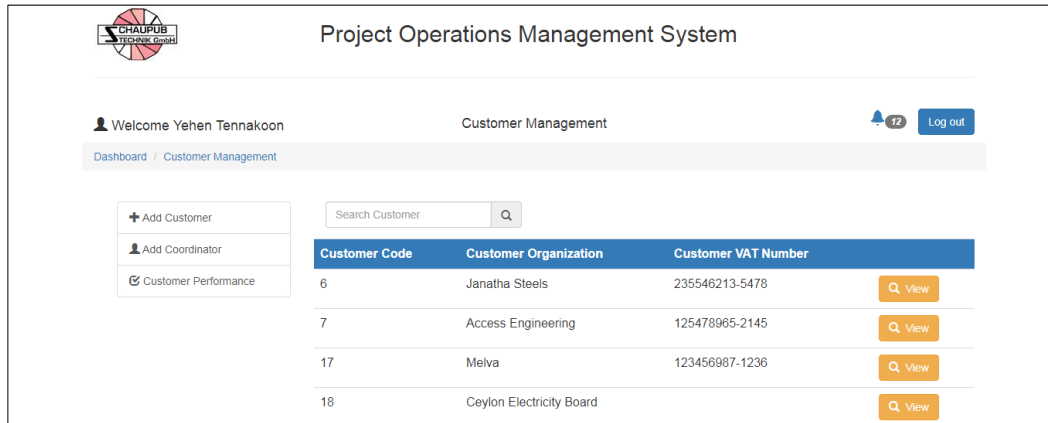 SCHAUPUB
TECHNIK GmbH
Project Operations Management System
Welcome Yehen Tennakoon
Customer Management
12
Log out
Dashboard / Customer Management
Add Customer
Add Coordinator
Customer Performance
Search Customer
Customer Code Customer Organization Customer VAT Number
6 Janatha Steels 235546213-5478 View
7 Access Engineering 125478965-2145 View
17 Melva 123456987-1236 View
18 Ceylon Electricity Board View